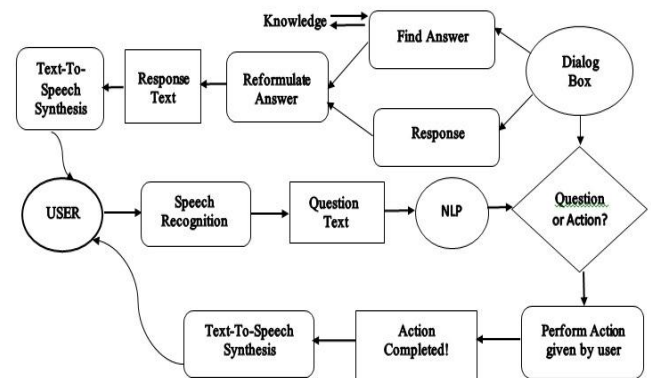 Knowledge
Find Answer
Dialog
Box
Text-To-
Speech
Synthesis
Response
Text
Reformulate
Answer
Response
USER
Speech
Recognition
Question
Text
NLP
Question
or Action?
Text-To-Speech
Synthesis
Action
Completed!
Perform Action
given by user